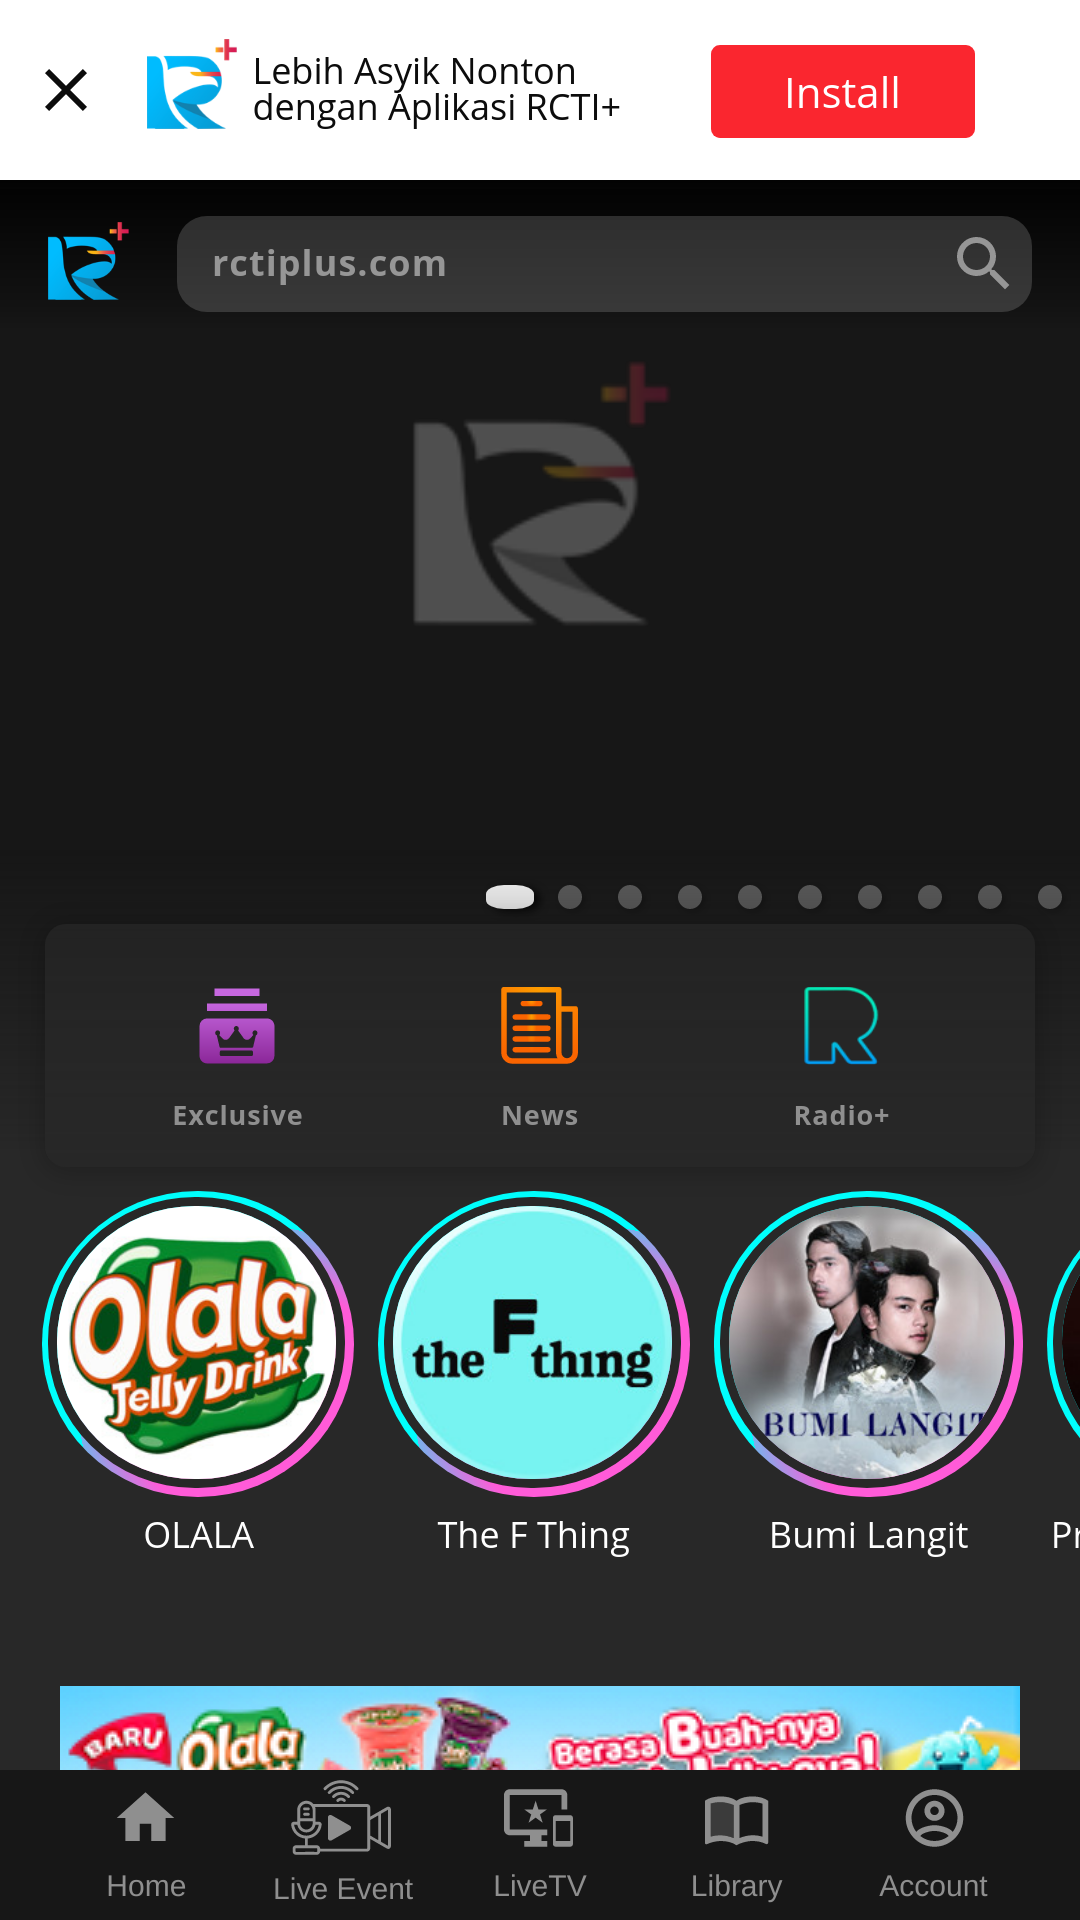 Lebih Asyik Nonton
dengan Aplikasi RCTI+
Install
rctiplus.com
Exclusive
News
Radio+
Olala
Jelly Drink
the F thing
BUMI LANGIT
OLALA
The F Thing
Bumi Langit
BARU
Olala
Berasa Buah-nya
Home
Live Event
LiveTV
Library
Account